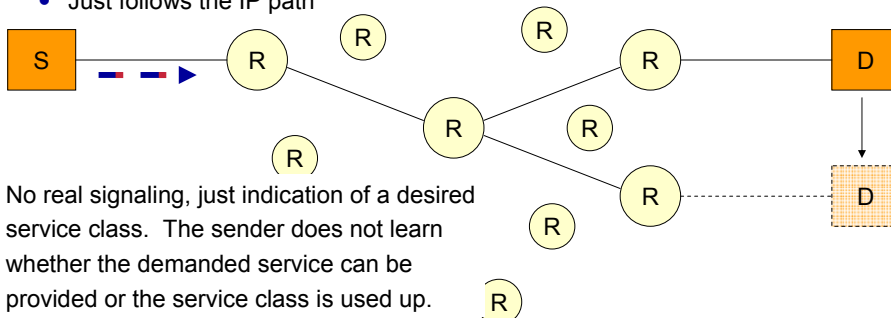 • Just follows the IP path
R
R
S
R
R
D
R
R
R
R
D
R
R
No real signaling, just indication of a desired
service class. The sender does not learn
whether the demanded service can be
provided or the service class is used up.